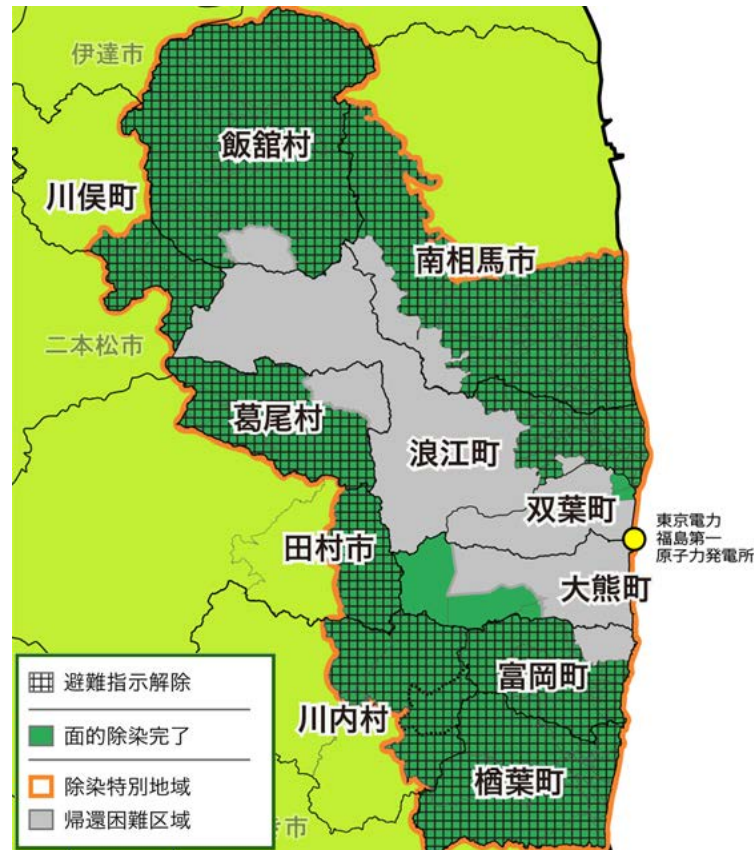 伊達市
飯舘村
川俣町
南相馬市
二本松市
葛尾村
浪江町
双葉町
東京電力
福島第一
原子力発電所
田村市
大熊町
富岡町
川内村
楢葉町
避難指示解除
面的除染完了
除染特別地域
帰還困難区域
き市